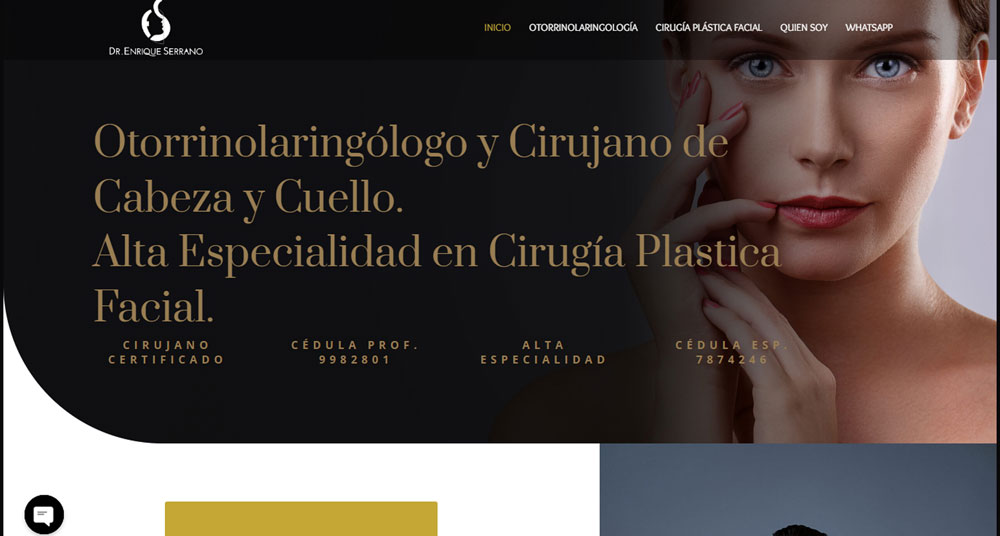 DR. ENRIQUE SERRANO
INICIO OTORRINOLARINGOLOGÍA CIRUGÍA PLÁSTICA FACIAL QUIEN SOY WHATSAPP
Otorrinolaringólogo y Cirujano de
Cabeza y Cuello.
Alta Especialidad en Cirugía Plastica
Facial.
CIRUJANO
CERTIFICADO
CÉDULA PROF.
9982801
ALTA
ESPECIALIDAD
CÉDULA ESP.
7874246